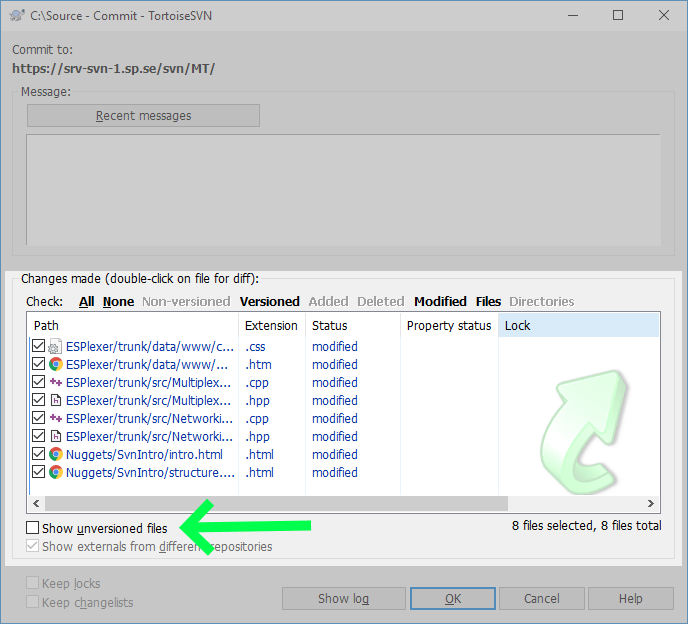 C:\Source - Commit - TortoiseSVN
Commit to:
https://srv-svn-1.sp.se/svn/MT/
Message:
Recent messages
Changes made (double-click on file for diff):
Check: All None Non-versioned Versioned Added Deleted Modified Files Directories
Path Extension Status Property status Lock
ESPlexer/trunk/data/www/c... .css modified
ESPlexer/trunk/data/www/... .htm modified
ESPlexer/trunk/src/Multiplex... .cpp modified
ESPlexer/trunk/src/Multiplex... .hpp modified
ESPlexer/trunk/src/Networki... .cpp modified
ESPlexer/trunk/src/Networki... .hpp modified
Nuggets/SvnIntro/intro.html .html modified
Nuggets/SvnIntro/structure.... .html modified
Show unversioned files
8 files selected, 8 files total
Show externals from different repositories
Keep locks
Keep changelists
Show log OK Cancel Help